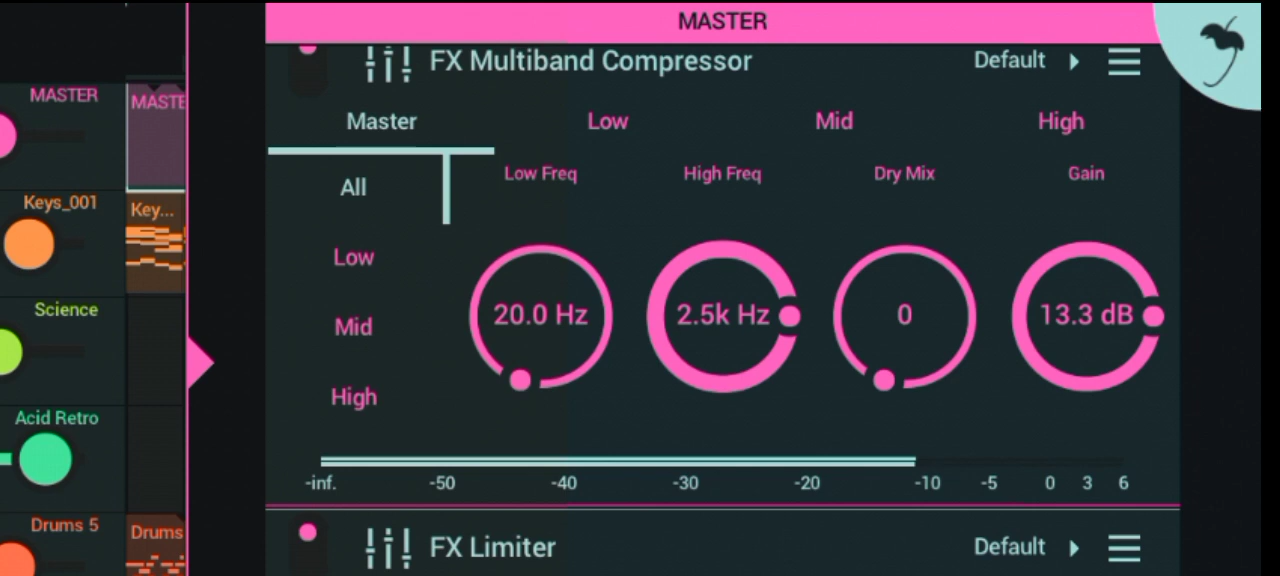 MASTER
FX Multiband Compressor
Default
MASTER
MASTE
Master
Low
Mid
High
Low Freq
High Freq
Dry Mix
Gain
All
Keys_001
Key...
Low
Science
Mid
20.0 Hz
2.5k Hz
0
13.3 dB
High
Acid Retro
-inf.
-50
-40
-30
-20
-10
-5
0
3
6
Drums 5
Drums
FX Limiter
Default